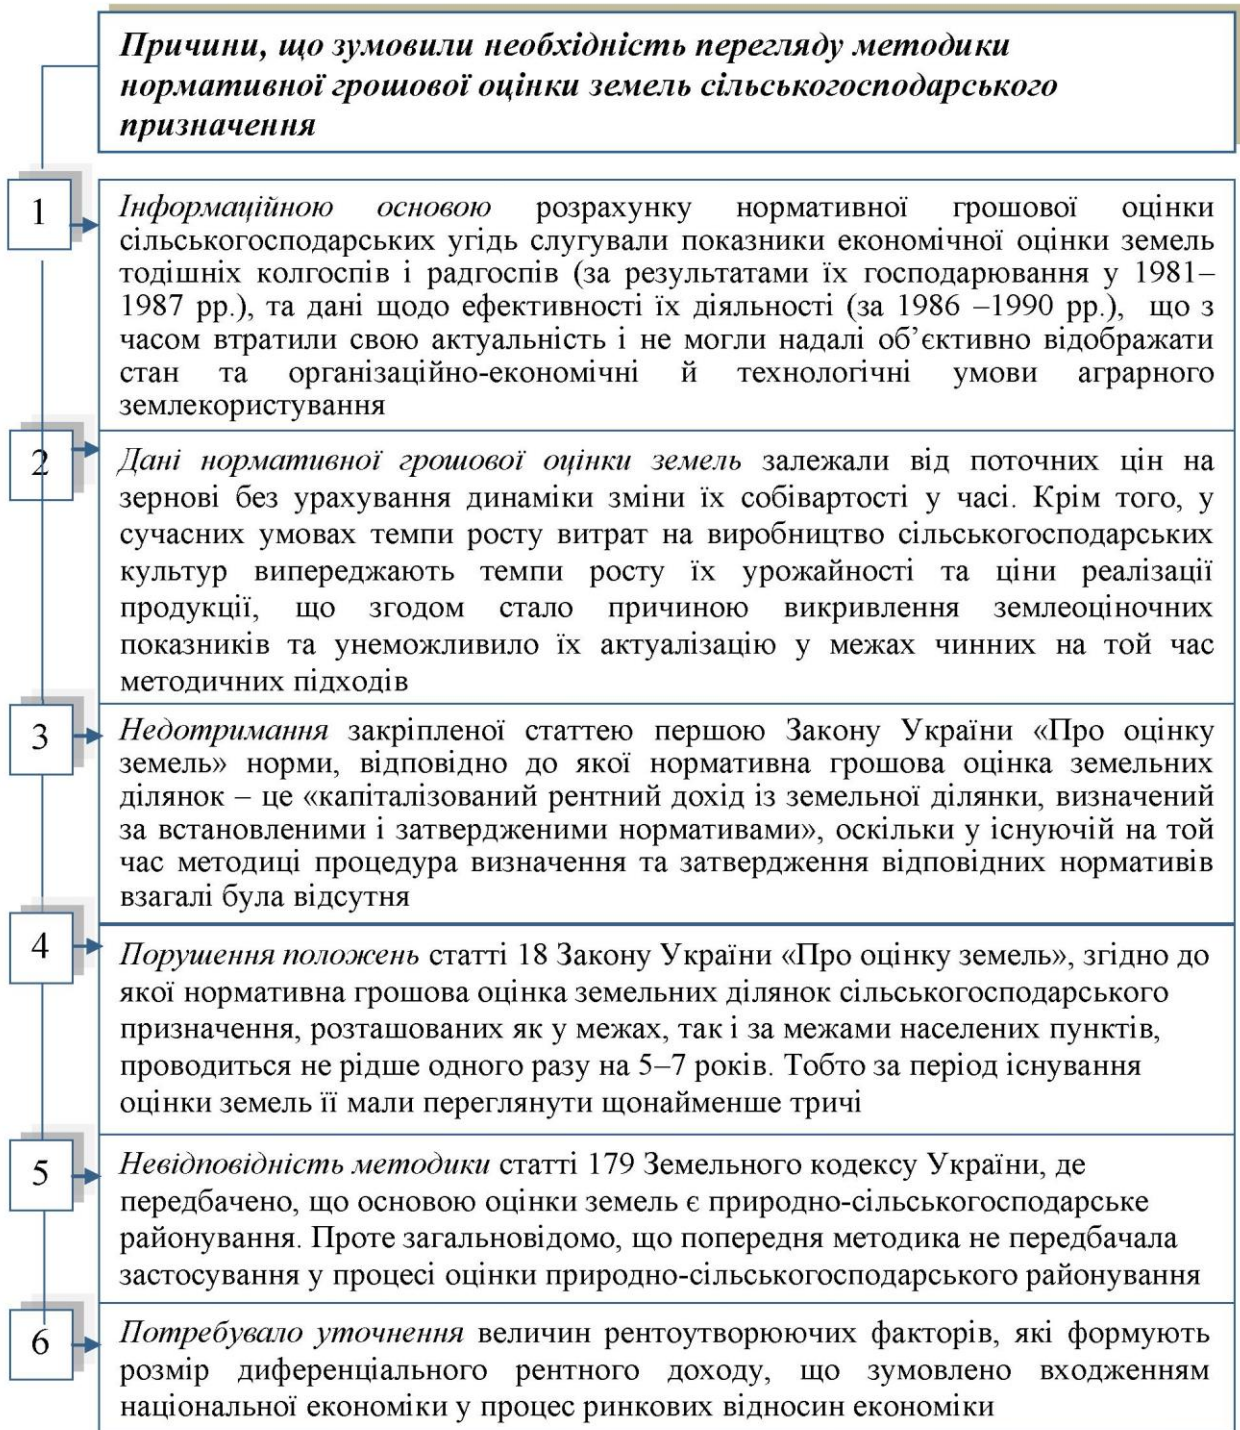 Причини, що зумовили необхідність перегляду методики
нормативної грошової оцінки земель сільськогосподарського
призначення
1
Інформаційною основою розрахунку нормативної грошової оцінки
сільськогосподарських угідь слугували показники економічної оцінки земель
тодішніх колгоспів і радгоспів (за результатами їх господарювання у 1981–
1987 рр.), та дані щодо ефективності їх діяльності (за 1986 –1990 рр.), що з
часом втратили свою актуальність і не могли надалі об’єктивно відображати
стан та організаційно-економічні й технологічні умови аграрного
землекористування
2
Дані нормативної грошової оцінки земель залежали від поточних цін на
зернові без урахування динаміки зміни їх собівартості у часі. Крім того, у
сучасних умовах темпи росту витрат на виробництво сільськогосподарських
культур випереджають темпи росту їх урожайності та ціни реалізації
продукції, що згодом стало причиною викривлення землеоціночних
показників та унеможливило їх актуалізацію у межах чинних на той час
методичних підходів
3
Недотримання закріпленої статтею першою Закону України «Про оцінку
земель» норми, відповідно до якої нормативна грошова оцінка земельних
ділянок – це «капіталізований рентний дохід із земельної ділянки, визначений
за встановленими і затвердженими нормативами», оскільки у існуючій на той
час методиці процедура визначення та затвердження відповідних нормативів
взагалі була відсутня
4
Порушення положень статті 18 Закону України «Про оцінку земель», згідно до
якої нормативна грошова оцінка земельних ділянок сільськогосподарського
призначення, розташованих як у межах, так і за межами населених пунктів,
проводиться не рідше одного разу на 5–7 років. Тобто за період існування
оцінки земель її мали переглянути щонайменше тричі
5
Невідповідність методики статті 179 Земельного кодексу України, де
передбачено, що основою оцінки земель є природно-сільськогосподарське
районування. Проте загальновідомо, що попередня методика не передбачала
застосування у процесі оцінки природно-сільськогосподарського районування
6
Потребувало уточнення величин рентоутворюючих факторів, які формують
розмір диференціального рентного доходу, що зумовлено входженням
національної економіки у процес ринкових відносин економіки